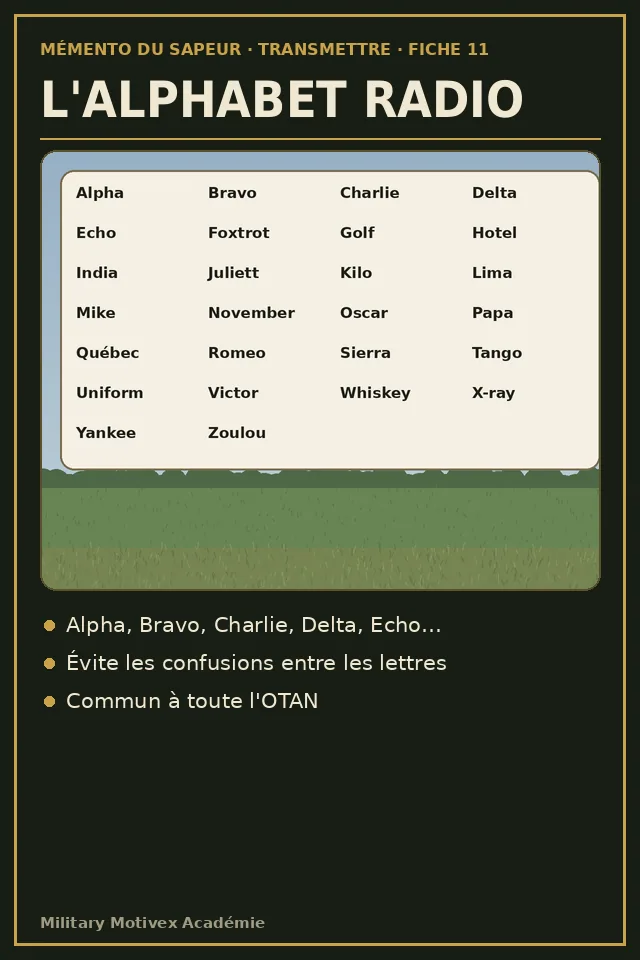 MÉMENTO DU SAPEUR · TRANSMETTRE · FICHE 11
L'ALPHABET RADIO
Alpha Bravo Charlie Delta
Echo Foxtrot Golf Hotel
India Juliett Kilo Lima
Mike November Oscar Papa
Québec Romeo Sierra Tango
Uniform Victor Whiskey X-ray
Yankee Zoulou
Alpha, Bravo, Charlie, Delta, Echo...
Évite les confusions entre les lettres
Commun à toute l'OTAN
Military Motivex Académie